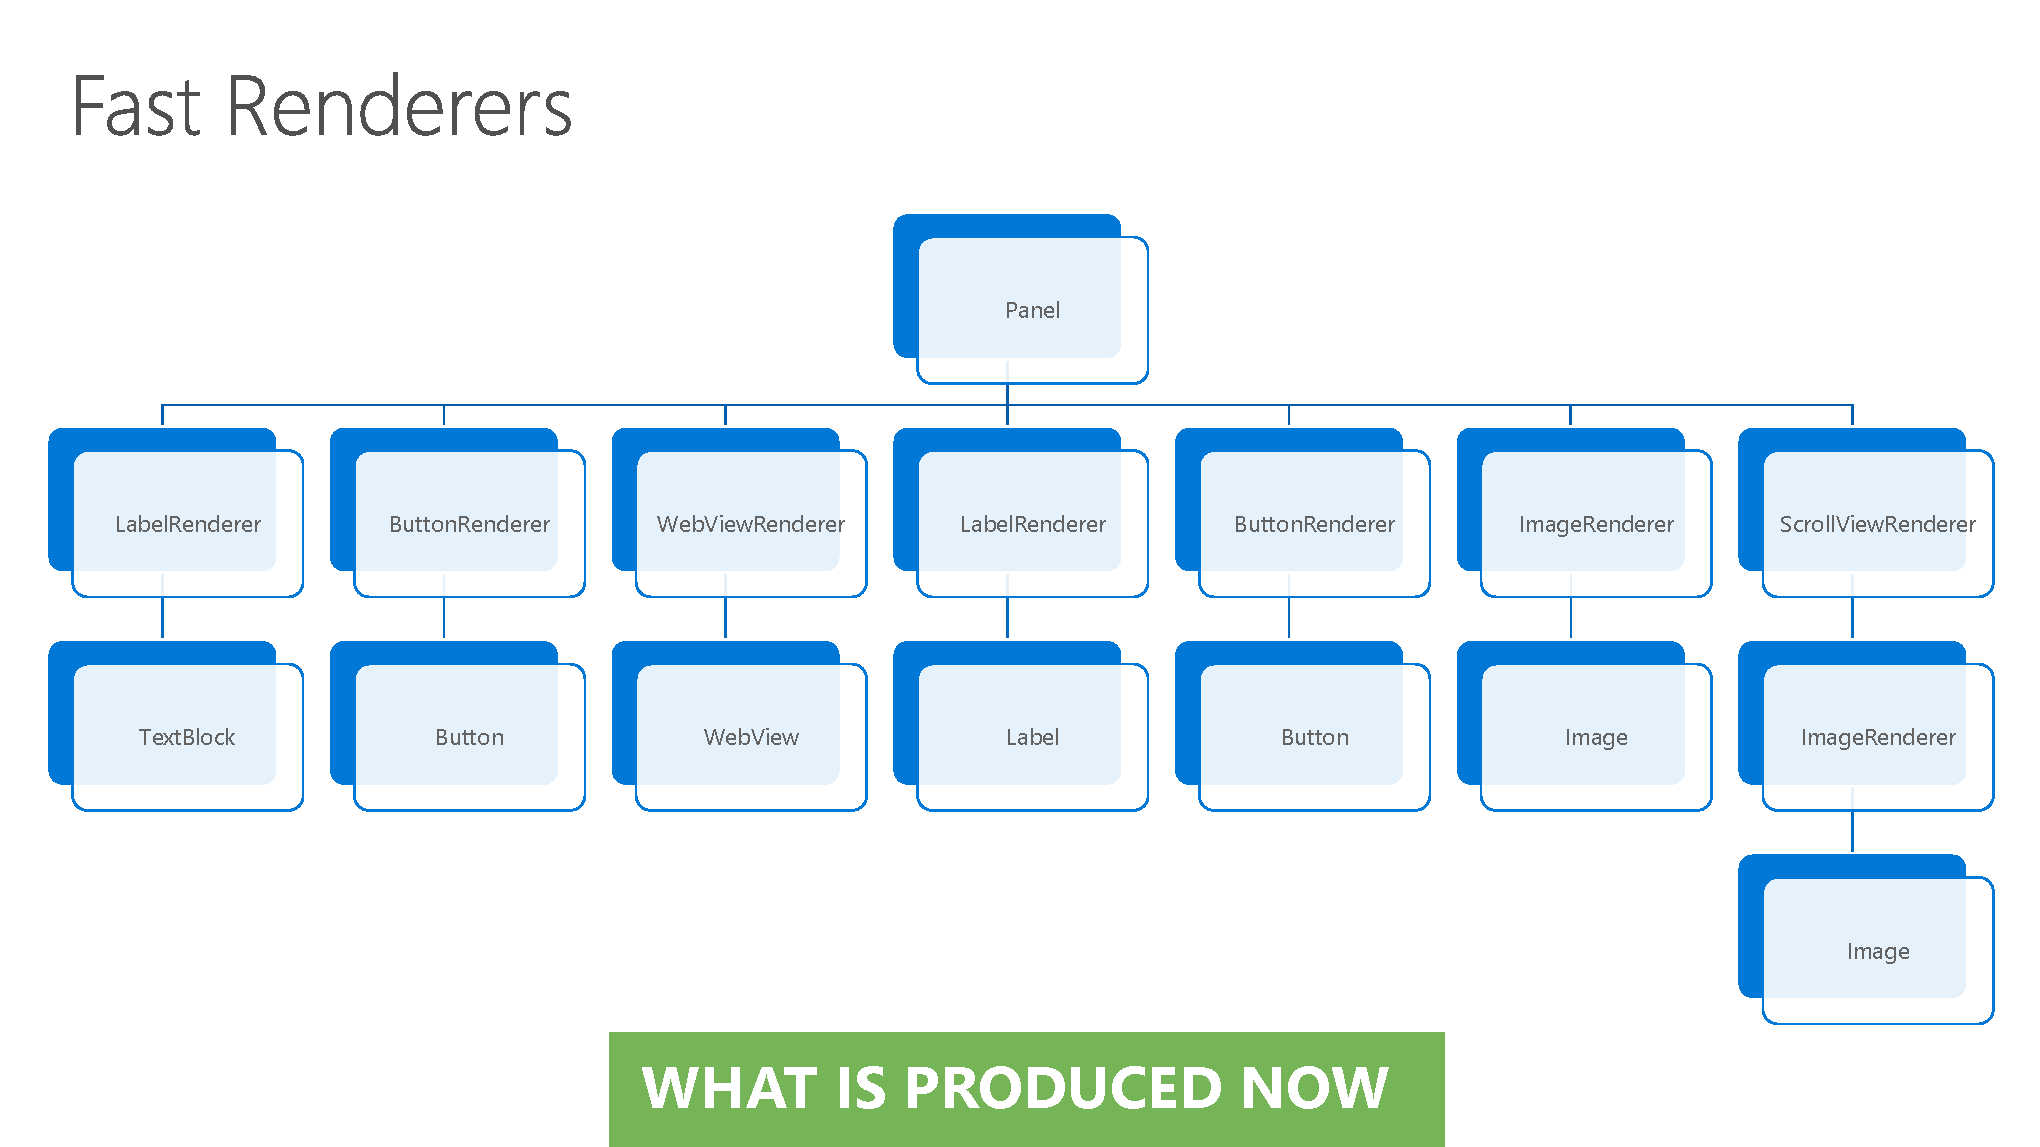 Fast Renderers
Panel
LabelRenderer
ButtonRenderer
WebViewRenderer
LabelRenderer
ButtonRenderer
ImageRenderer
ScrollViewRenderer
TextBlock
Button
WebView
Label
Button
Image
ImageRenderer
Image
WHAT IS PRODUCED NOW